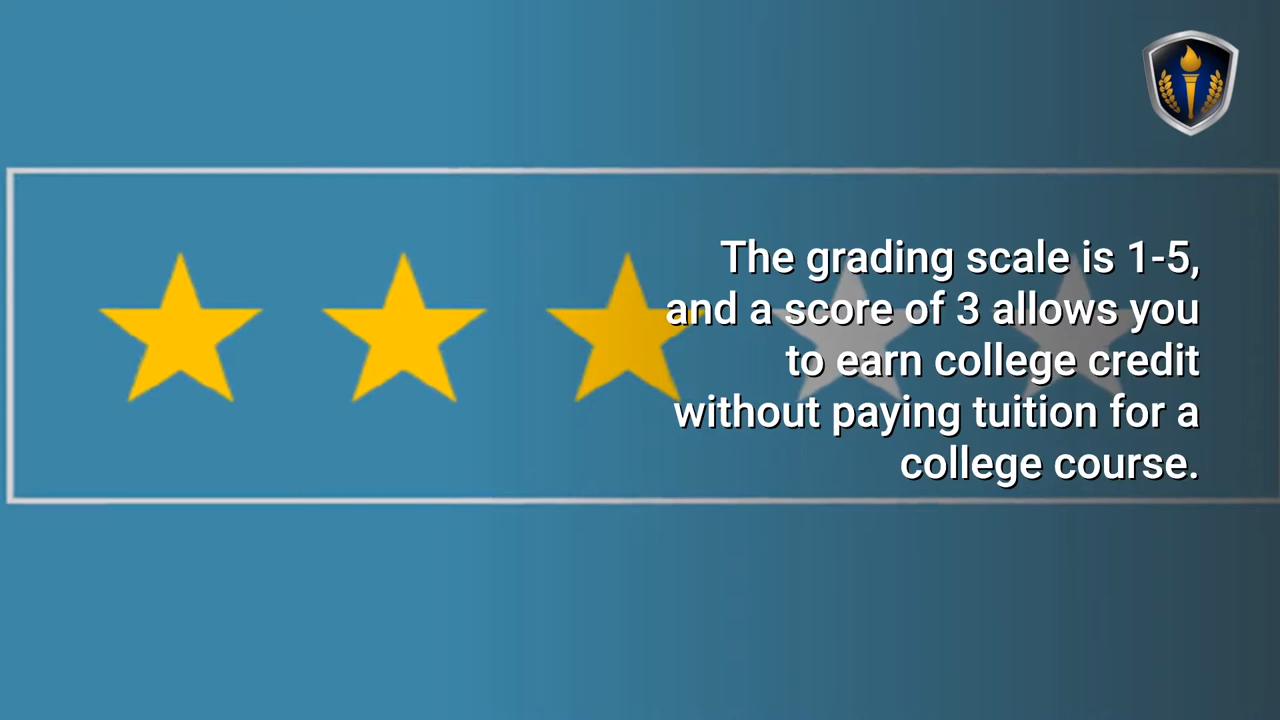 The grading scale is 1-5,
and a score of 3 allows you
to earn college credit
without paying tuition for a
college course.